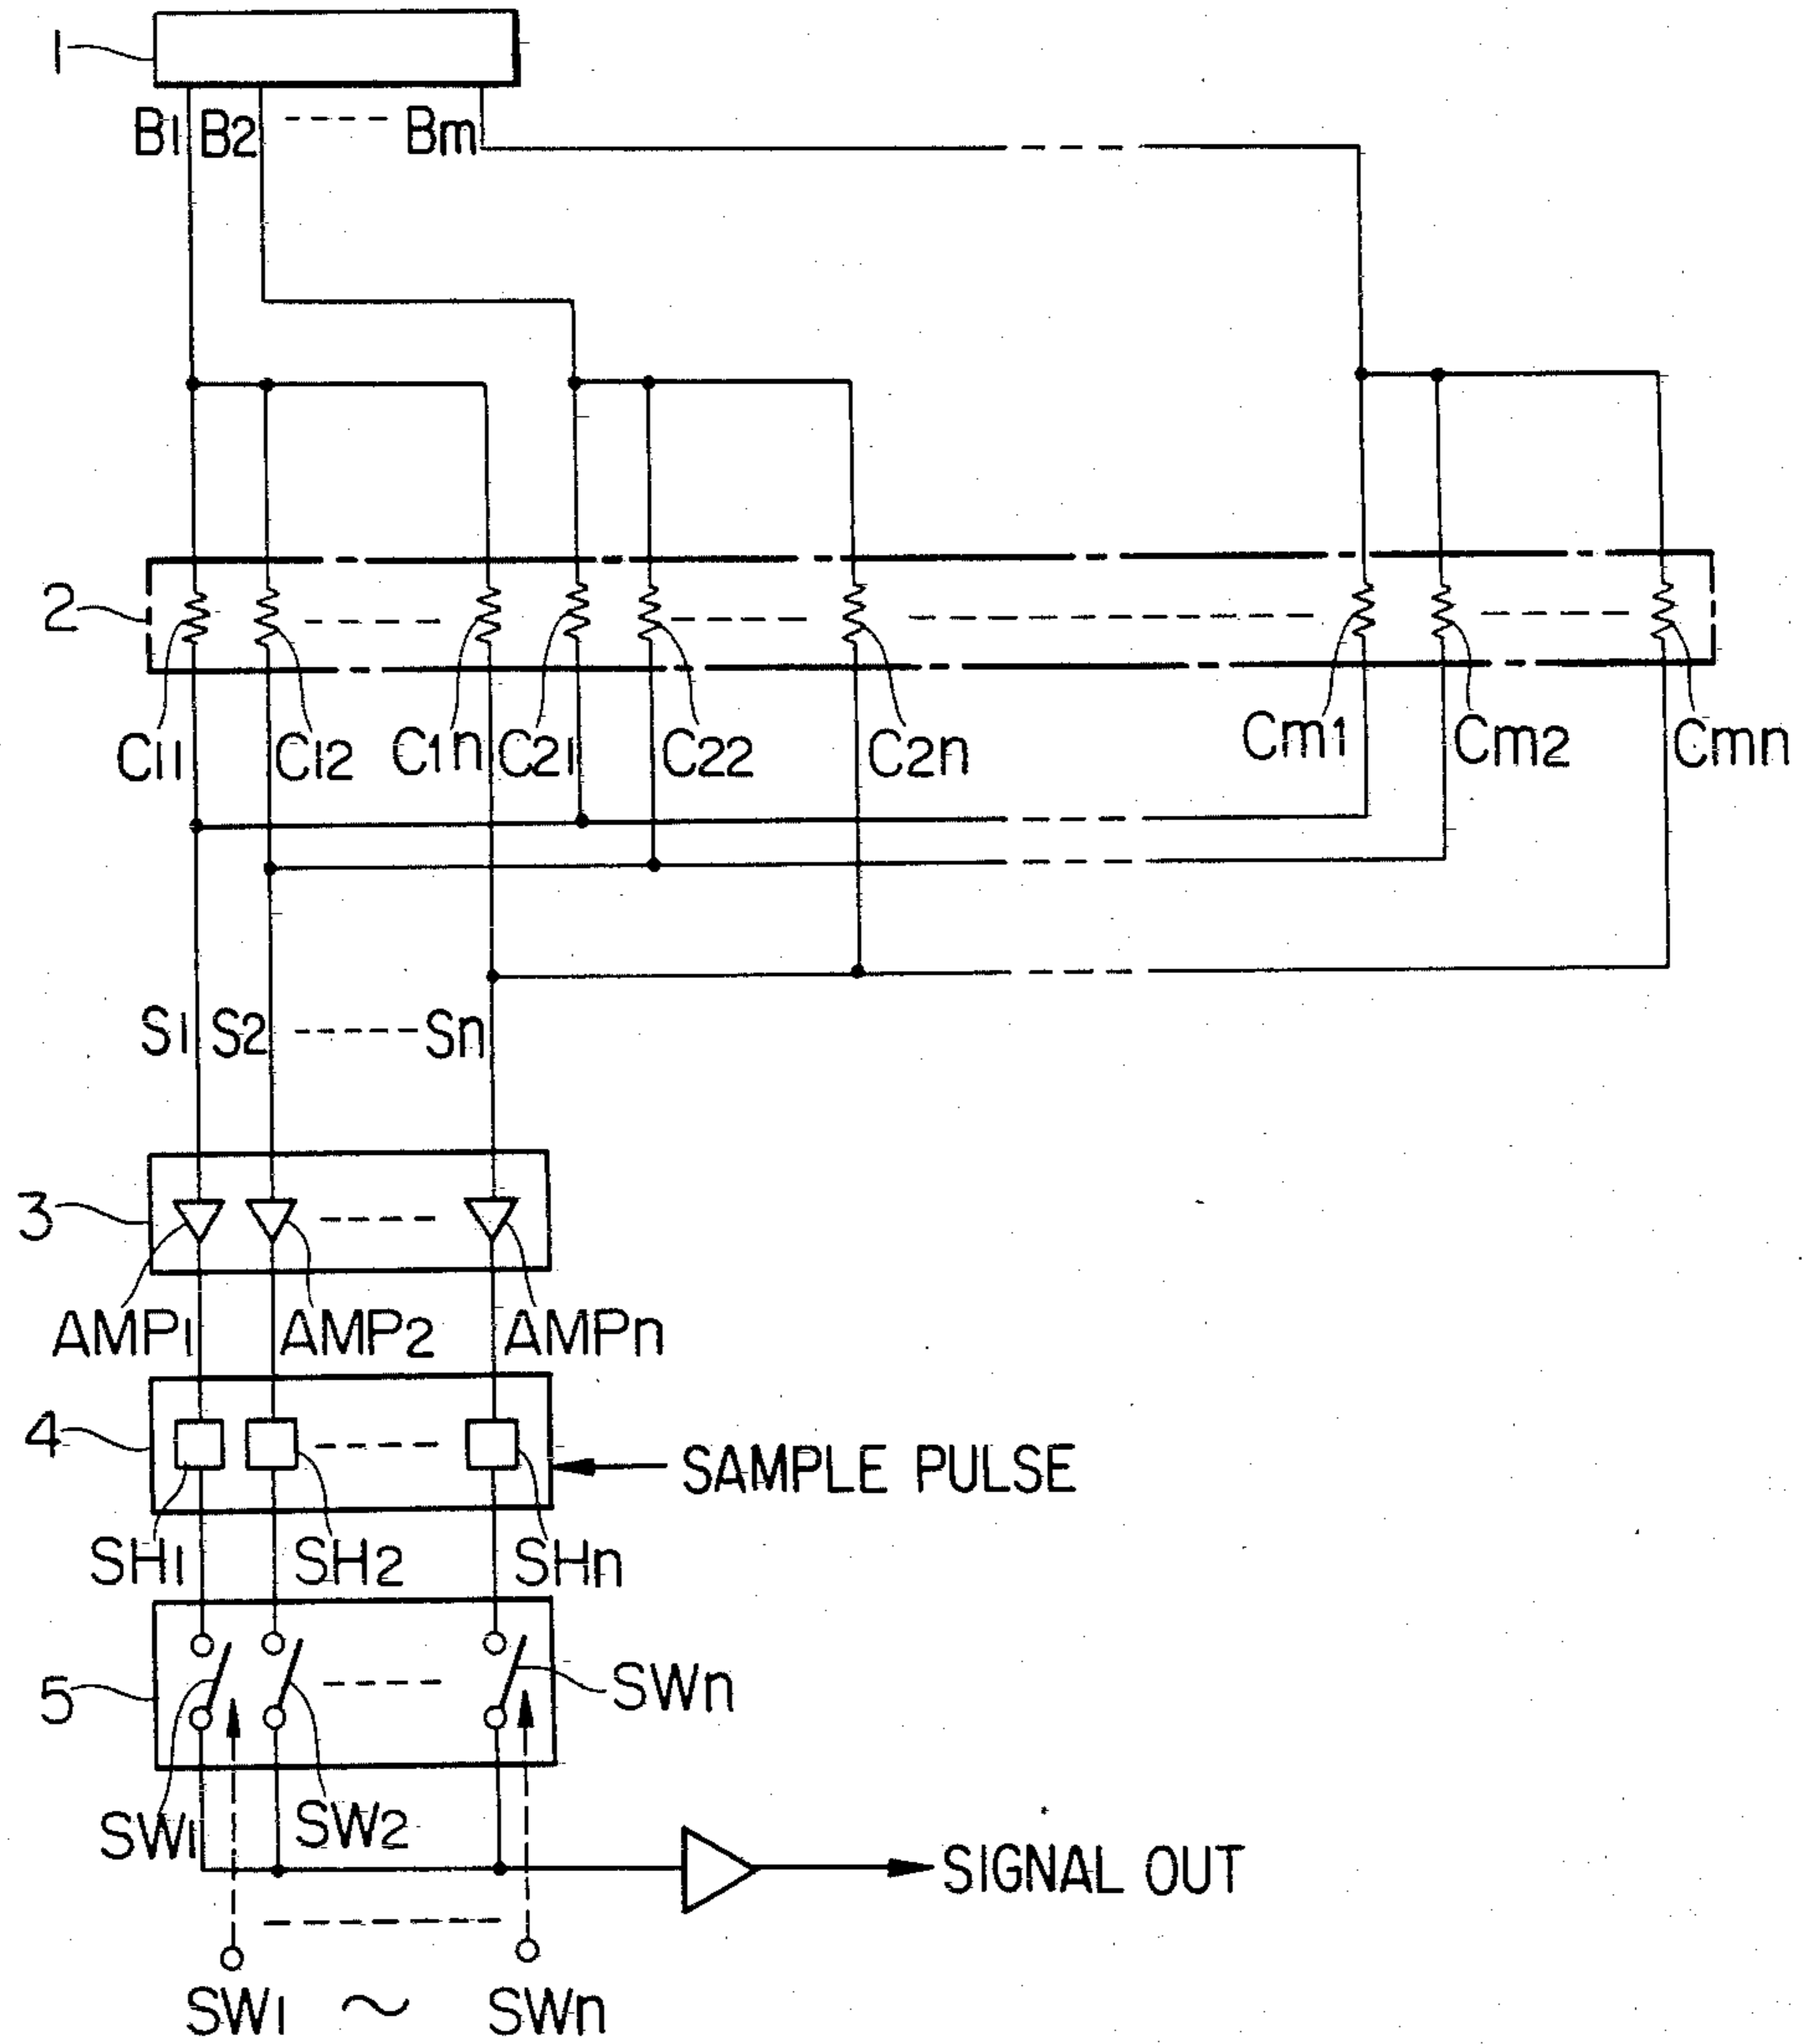 1
B1 B2 Bm
2
C11 C12 C1n C21 C22 C2n Cm1 Cm2 Cmn
S1 S2 Sn
3
AMP1 AMP2 AMPn
4
SAMPLE PULSE
SH1 SH2 SHn
5
SWn
SW1 SW2
SIGNAL OUT
SW1 ~ SWn